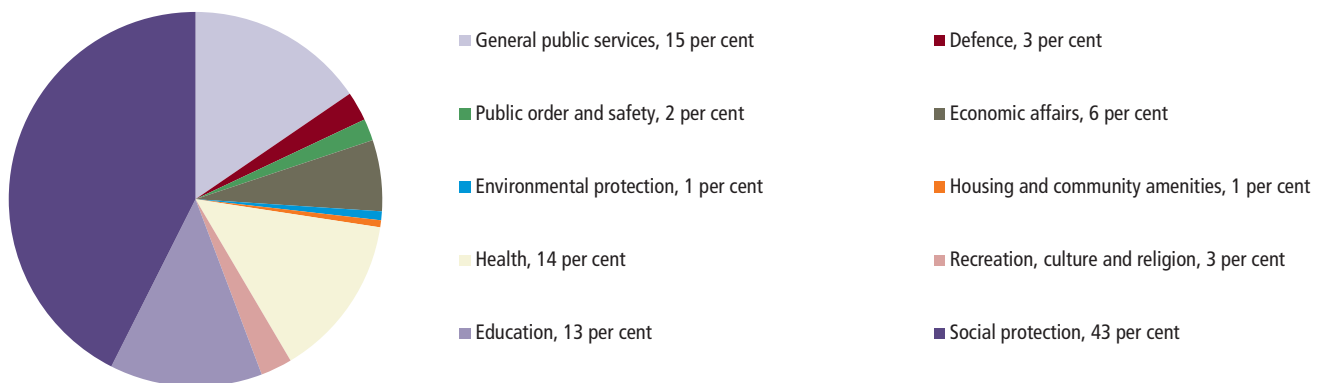 General public services, 15 per cent
Defence, 3 per cent
Public order and safety, 2 per cent
Economic affairs, 6 per cent
Environmental protection, 1 per cent
Housing and community amenities, 1 per cent
Health, 14 per cent
Recreation, culture and religion, 3 per cent
Education, 13 per cent
Social protection, 43 per cent